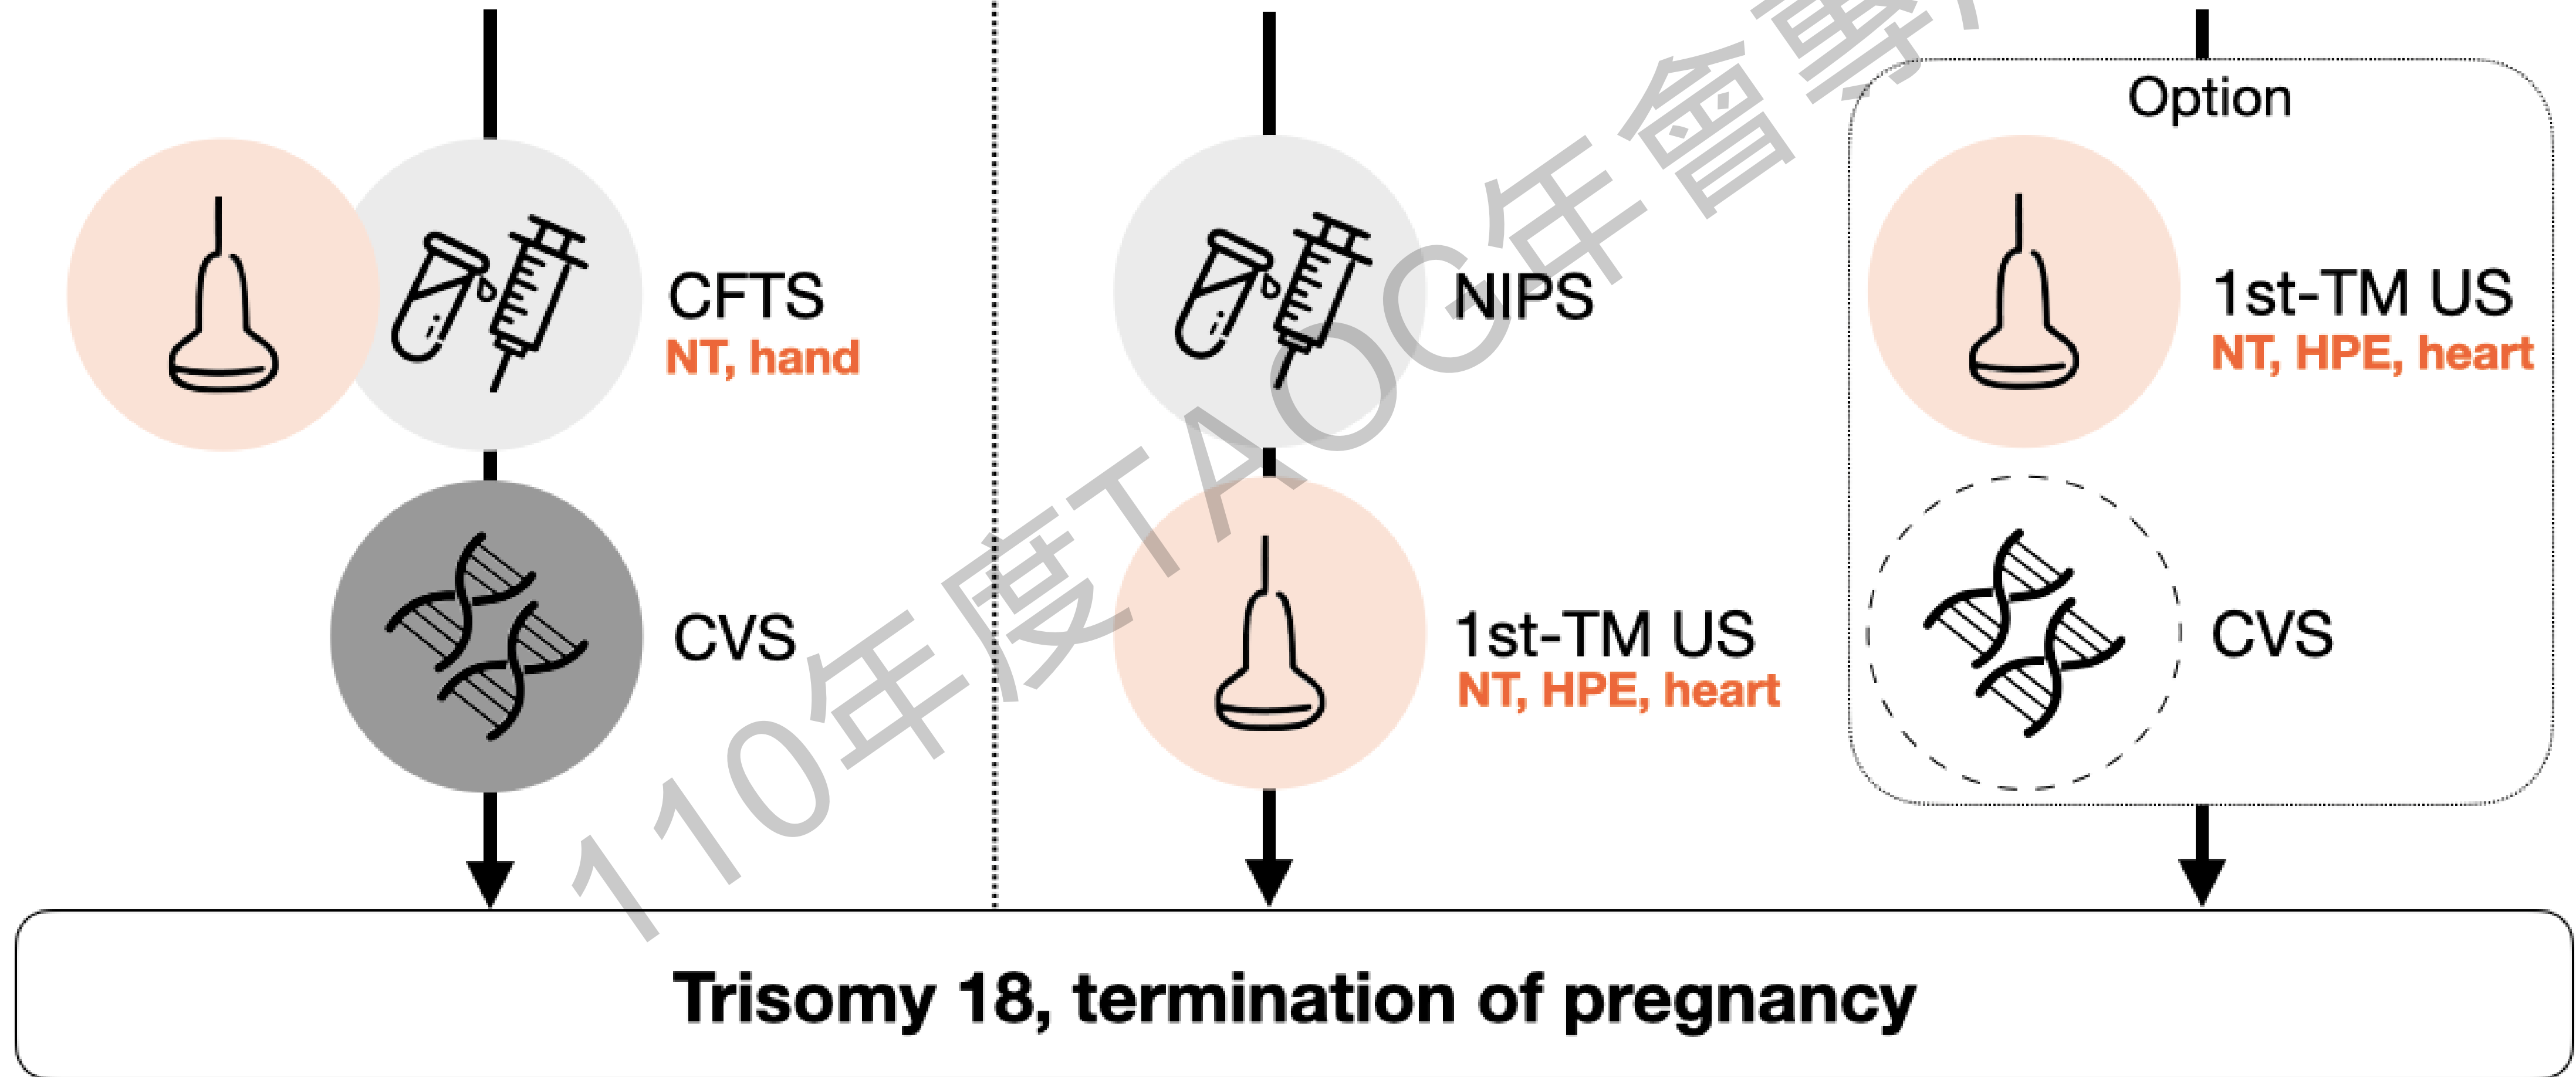 Option
CFTS
NT, hand
CVS
NIPS
1st-TM US
NT, HPE, heart
1st-TM US
NT, HPE, heart
CVS
Trisomy 18, termination of pregnancy
110年度TAOG年會專